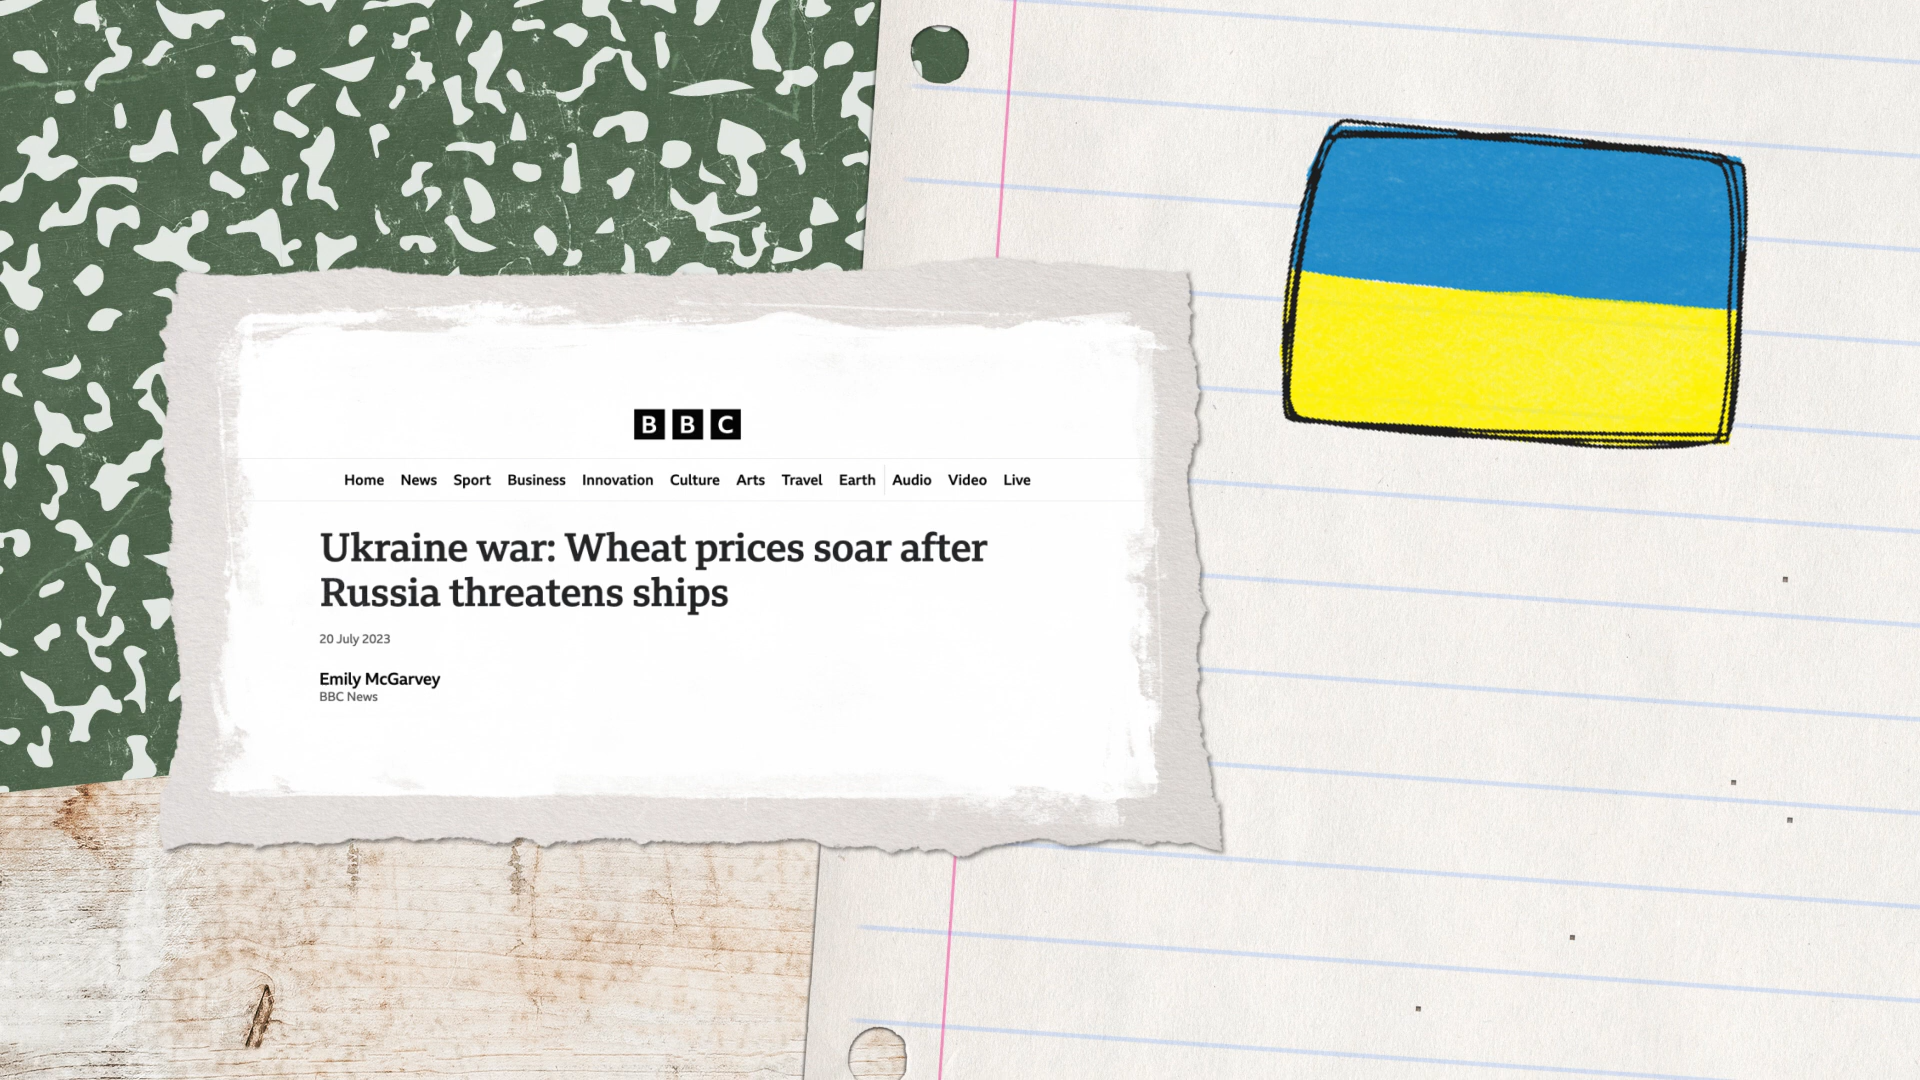 BBC
Home News Sport Business Innovation Culture Arts Travel Earth Audio Video Live
Ukraine war: Wheat prices soar after
Russia threatens ships
20 July 2023
Emily McGarvey
BBC News